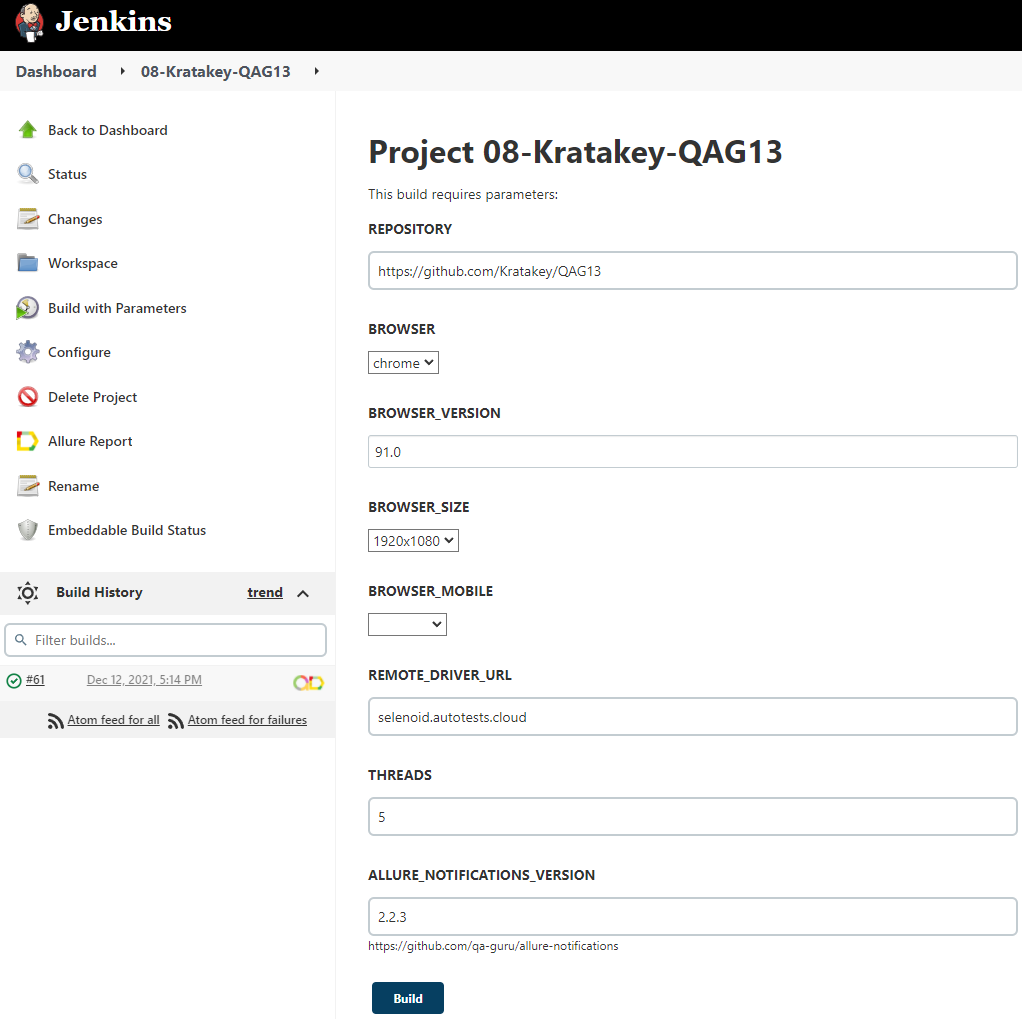 Jenkins
Dashboard
08-Kratakey-QAG13
Back to Dashboard
Status
Changes
Workspace
Build with Parameters
Configure
Delete Project
Allure Report
Rename
Embeddable Build Status
Build History
trend
Filter builds...
#61
Dec 12, 2021, 5:14 PM
Atom feed for all
Atom feed for failures
Project 08-Kratakey-QAG13
This build requires parameters:
REPOSITORY
https://github.com/Kratakey/QAG13
BROWSER
chrome
BROWSER_VERSION
91.0
BROWSER_SIZE
1920x1080
BROWSER_MOBILE
REMOTE_DRIVER_URL
selenoid.autotests.cloud
THREADS
5
ALLURE_NOTIFICATIONS_VERSION
2.2.3
https://github.com/qa-guru/allure-notifications
Build